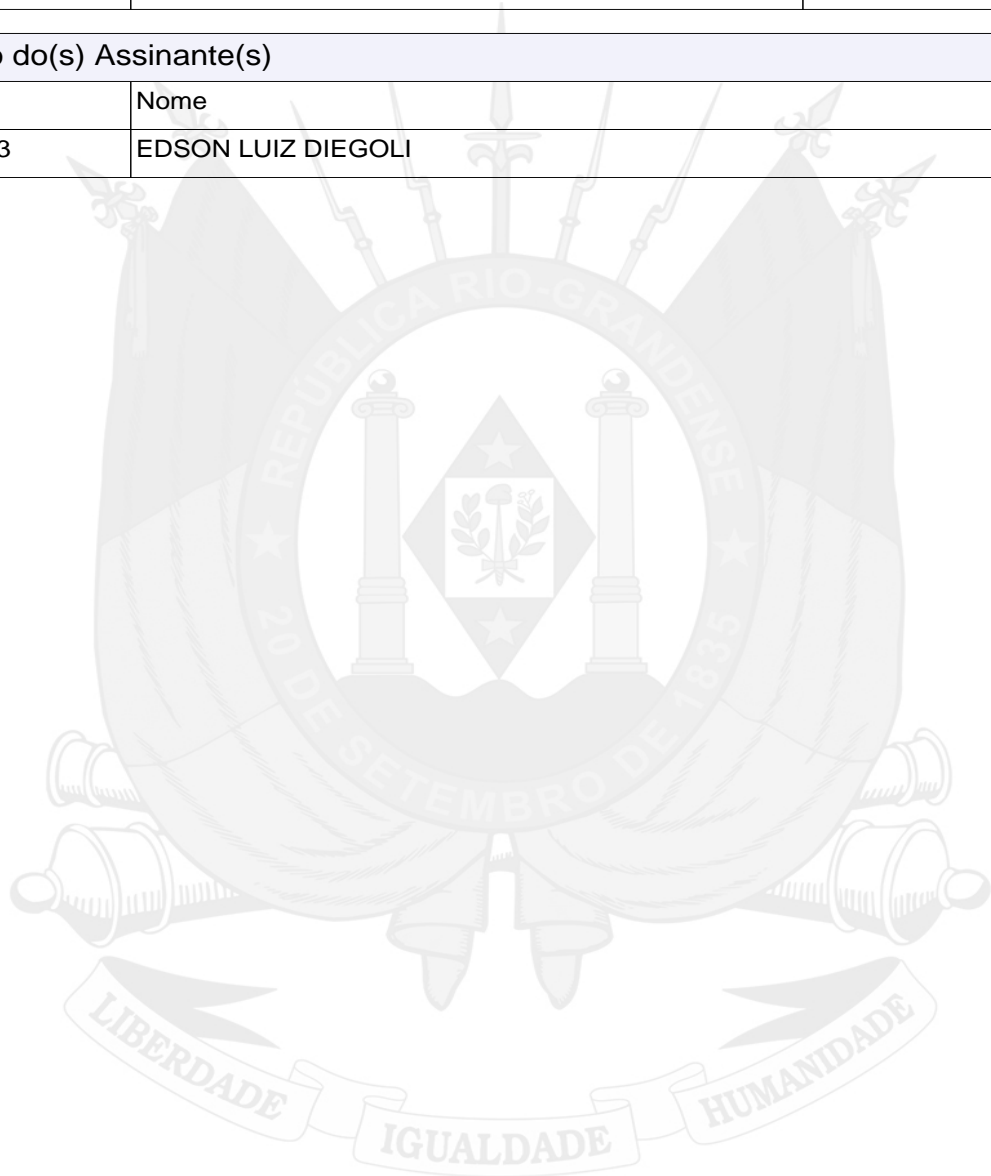 o do(s) Assinante(s)
Nome
3 EDSON LUIZ DIEGOLI
REPÚBLICA RIO-GRANDENSE
20 DE SETEMBRO DE 1835
LIBERDADE IGUALDADE HUMANIDADE